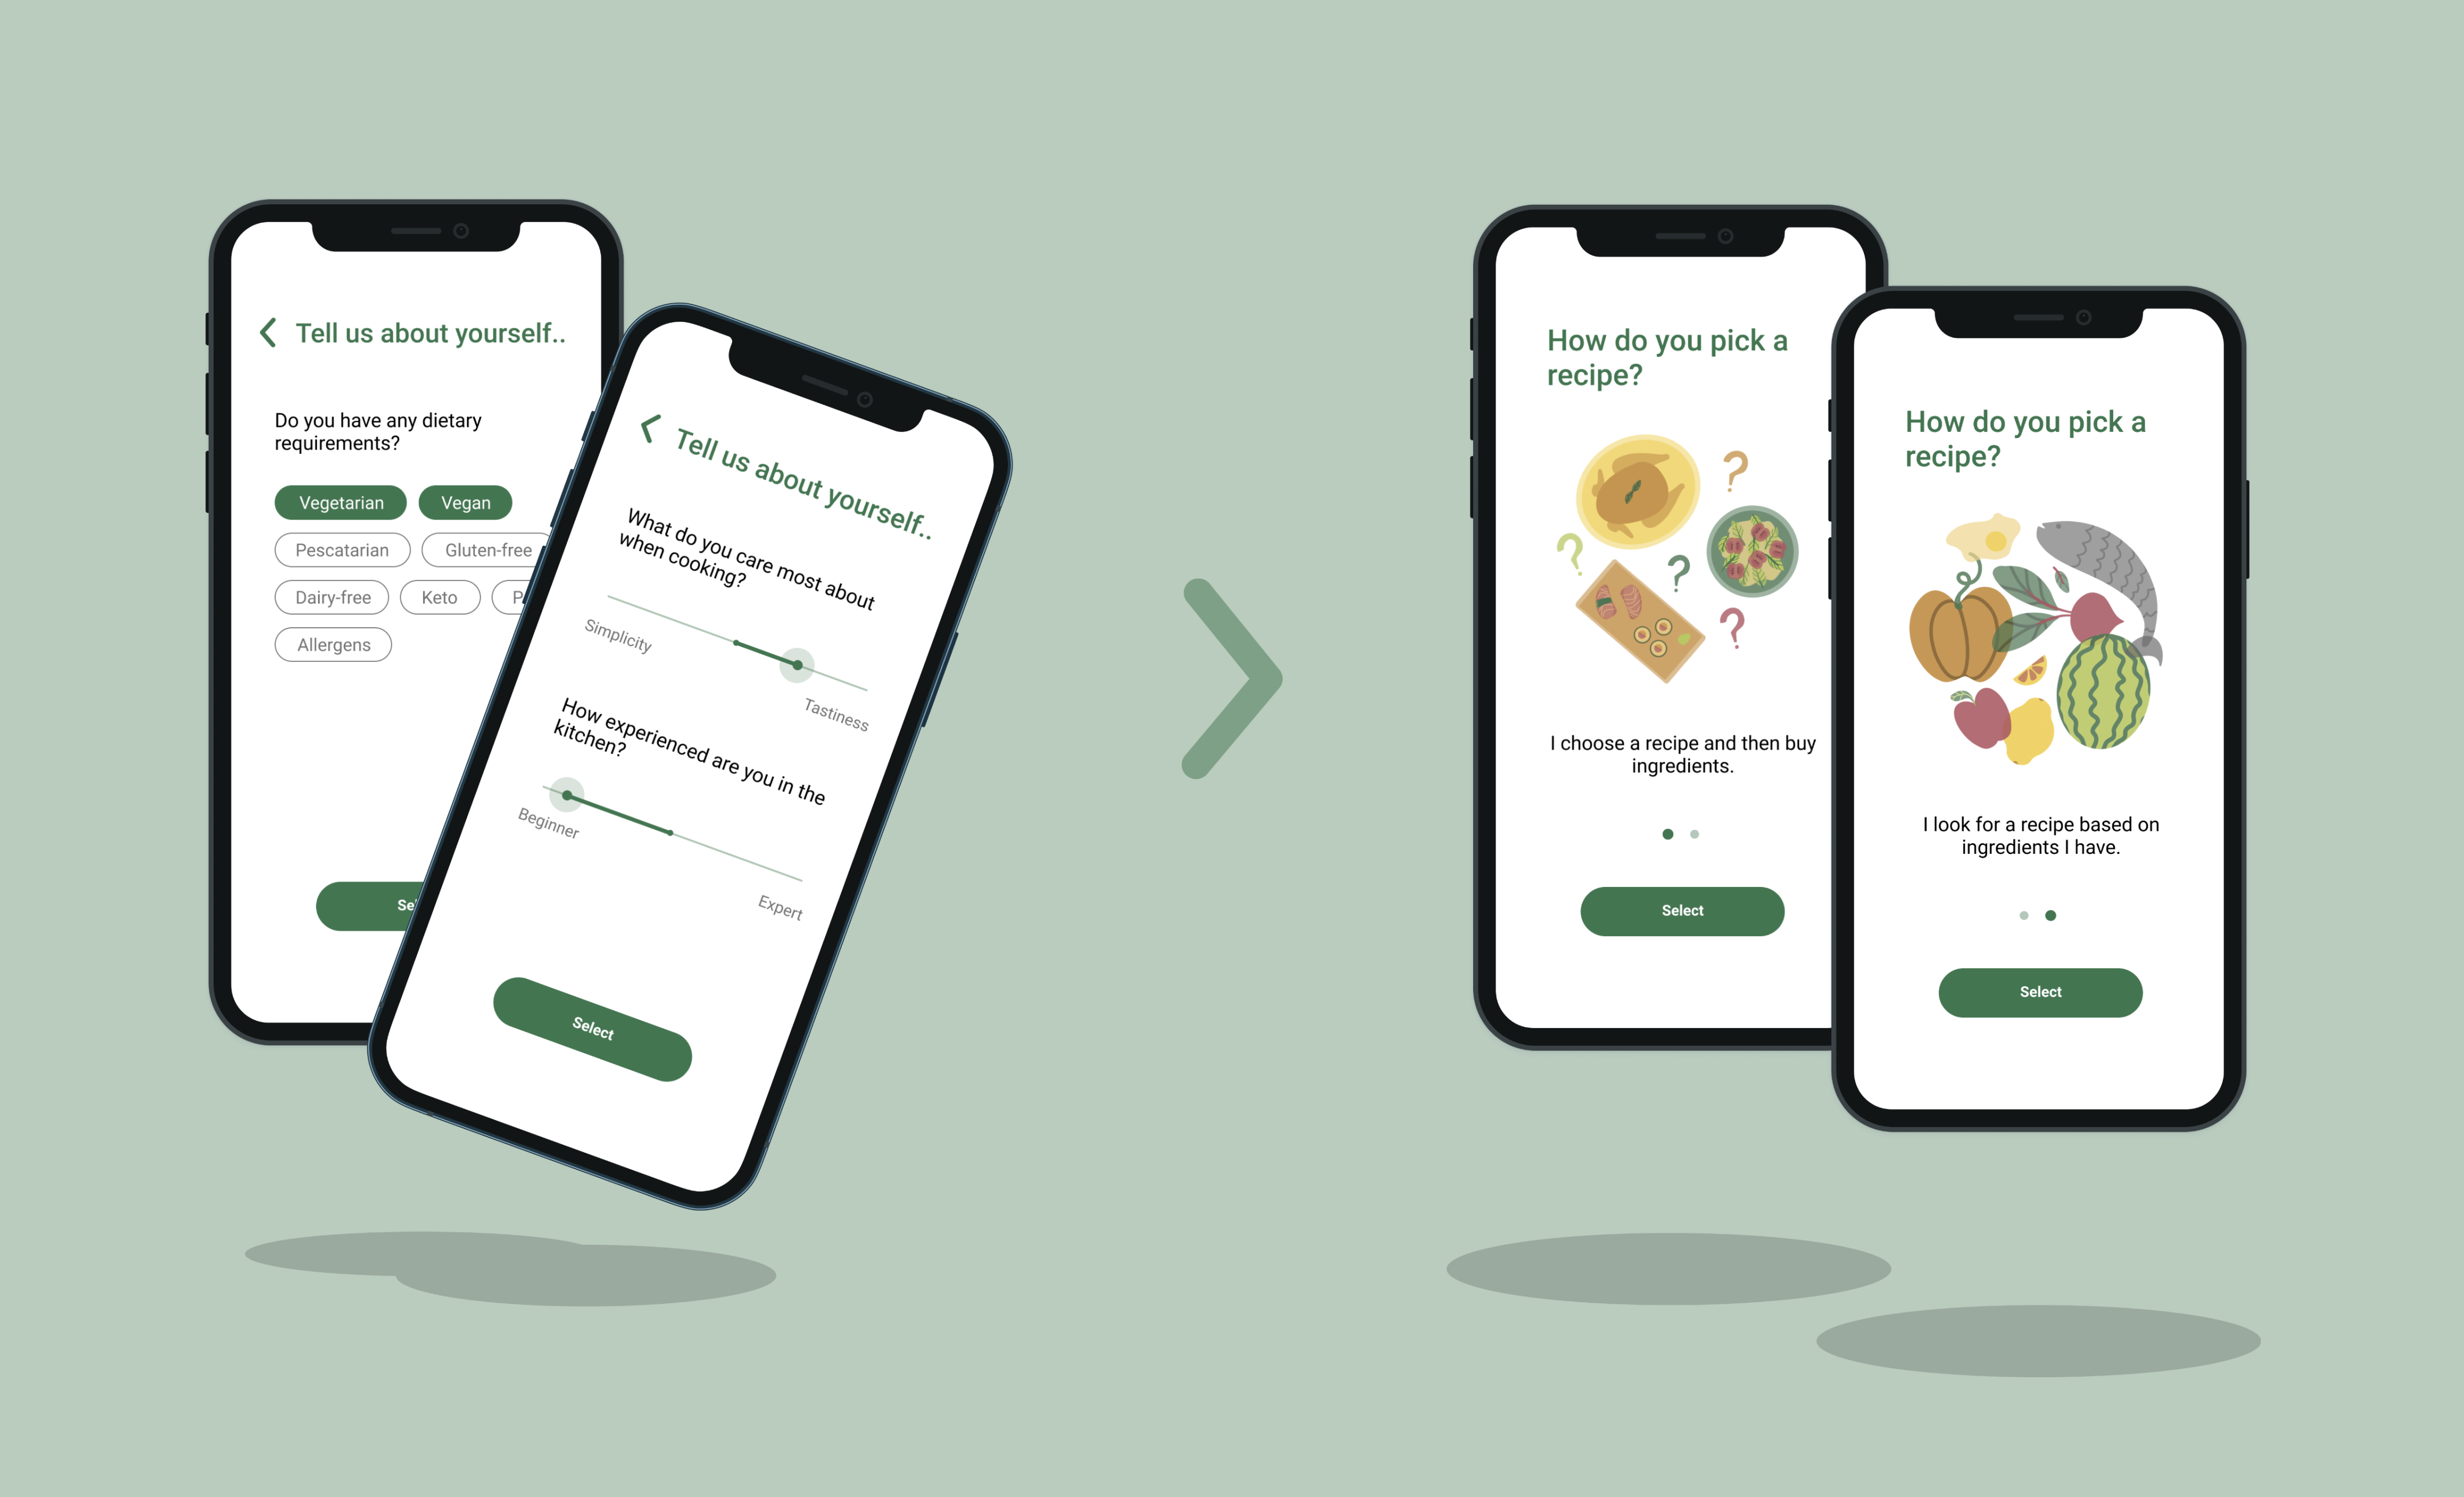 Tell us about yourself..
Do you have any dietary
requirements?
Vegetarian
Vegan
Pescatarian
Gluten-free
Dairy-free
Keto
Allergens
Tell us about yourself..
What do you care most about
when cooking?
Simplicity
Tastiness
How experienced are you in the
kitchen?
Beginner
Expert
Select
How do you pick a
recipe?
? ? ? ?
I choose a recipe and then buy
ingredients.
Select
How do you pick a
recipe?
I look for a recipe based on
ingredients I have.
Select